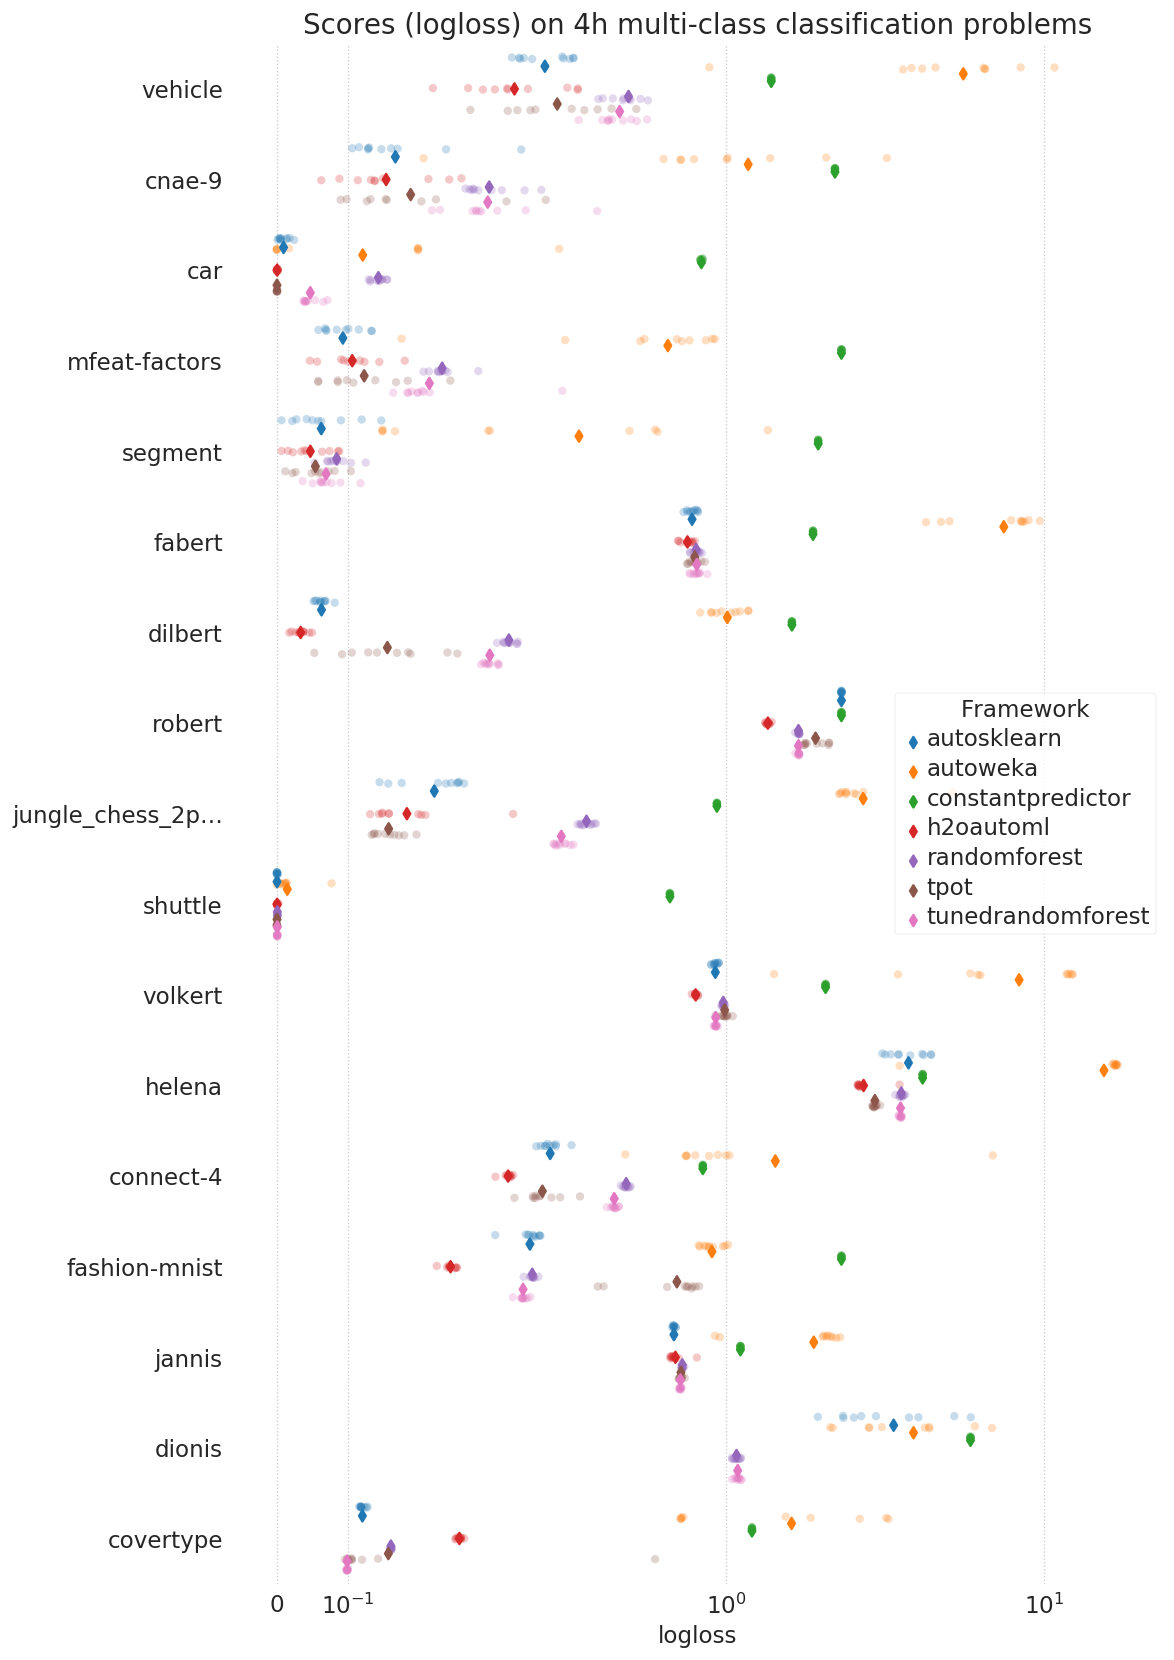 Scores (logloss) on 4h multi-class classification problems
vehicle
cnae-9
car
mfeat-factors
segment
fabert
dilbert
robert
jungle_chess_2p...
shuttle
volkert
helena
connect-4
fashion-mnist
jannis
dionis
covertype
Framework
autosklearn
autoweka
constantpredictor
h2oautoml
randomforest
tpot
tunedrandomforest
0 10⁻¹ 10⁰ 10¹
logloss